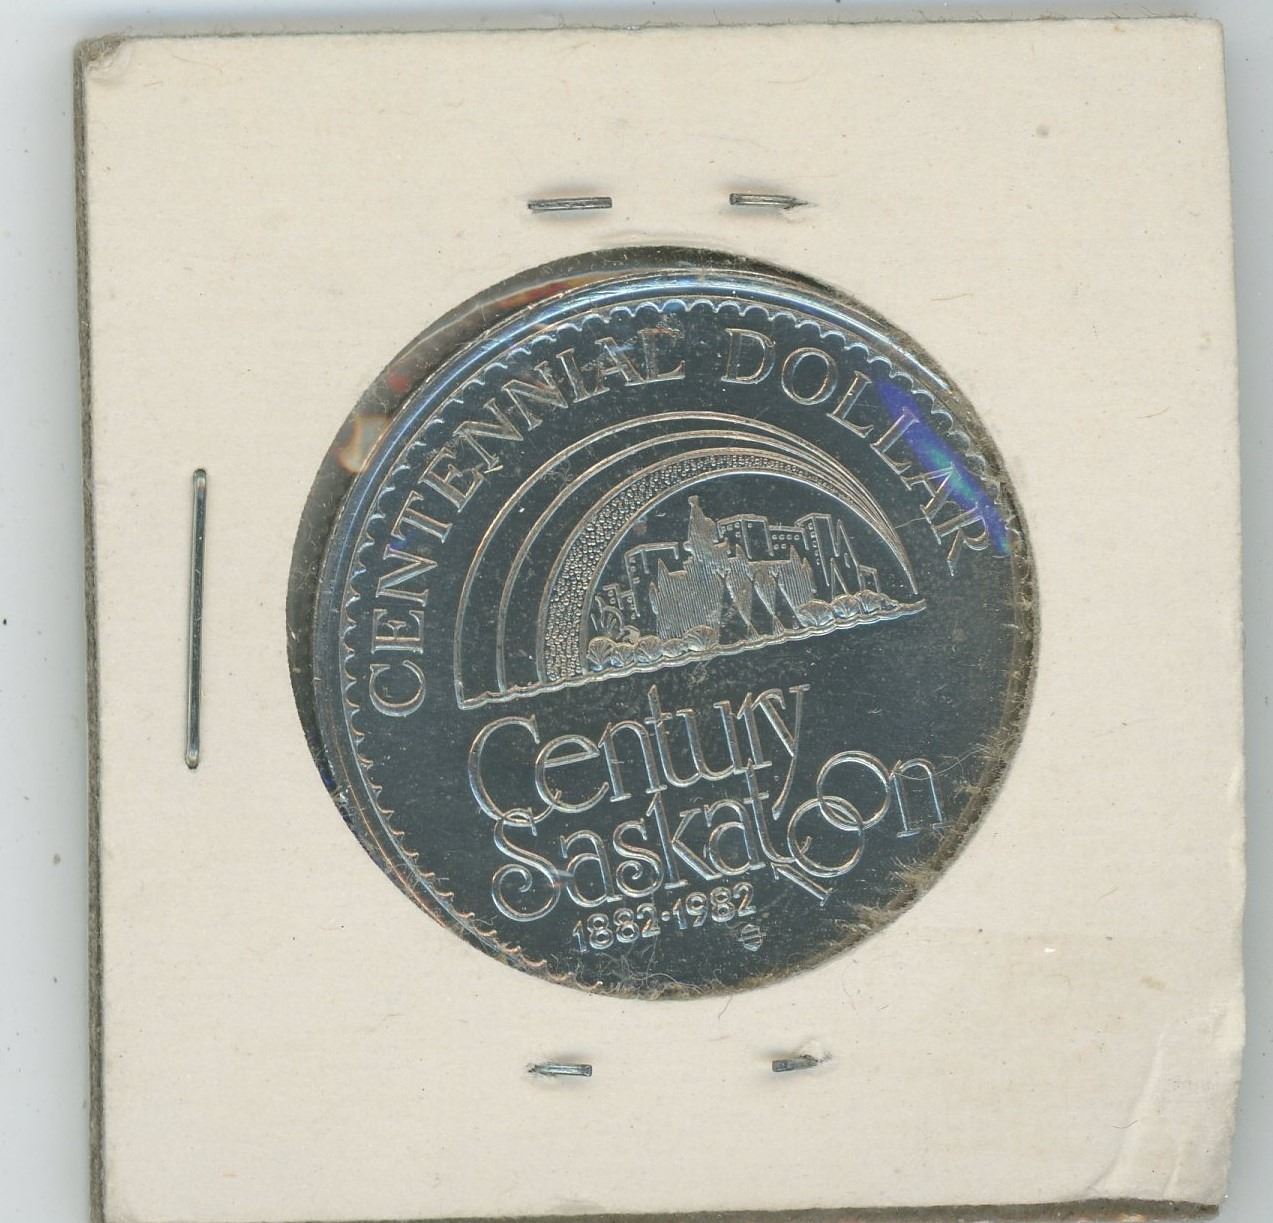 CENTENNIAL DOLLAR
Century
Saskatoon
1882·1982